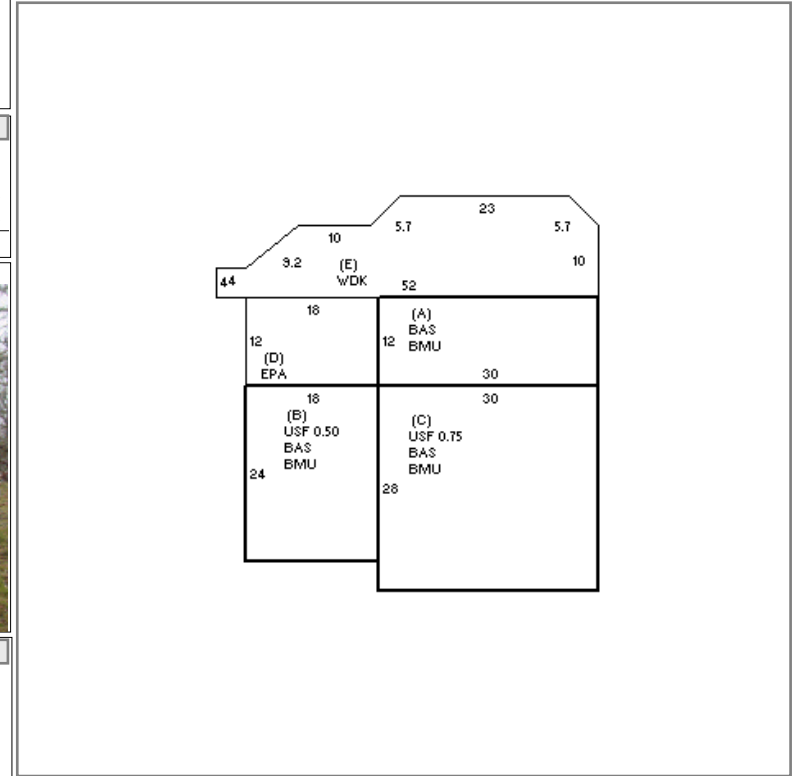 23
5.7
5.7
10
9.2
(E)
WDK
10
44
52
18
12
(D)
EPA
(A)
BAS
BMU
12
30
18
(B)
USF 0.50
BAS
BMU
24
30
(C)
USF 0.75
BAS
BMU
28